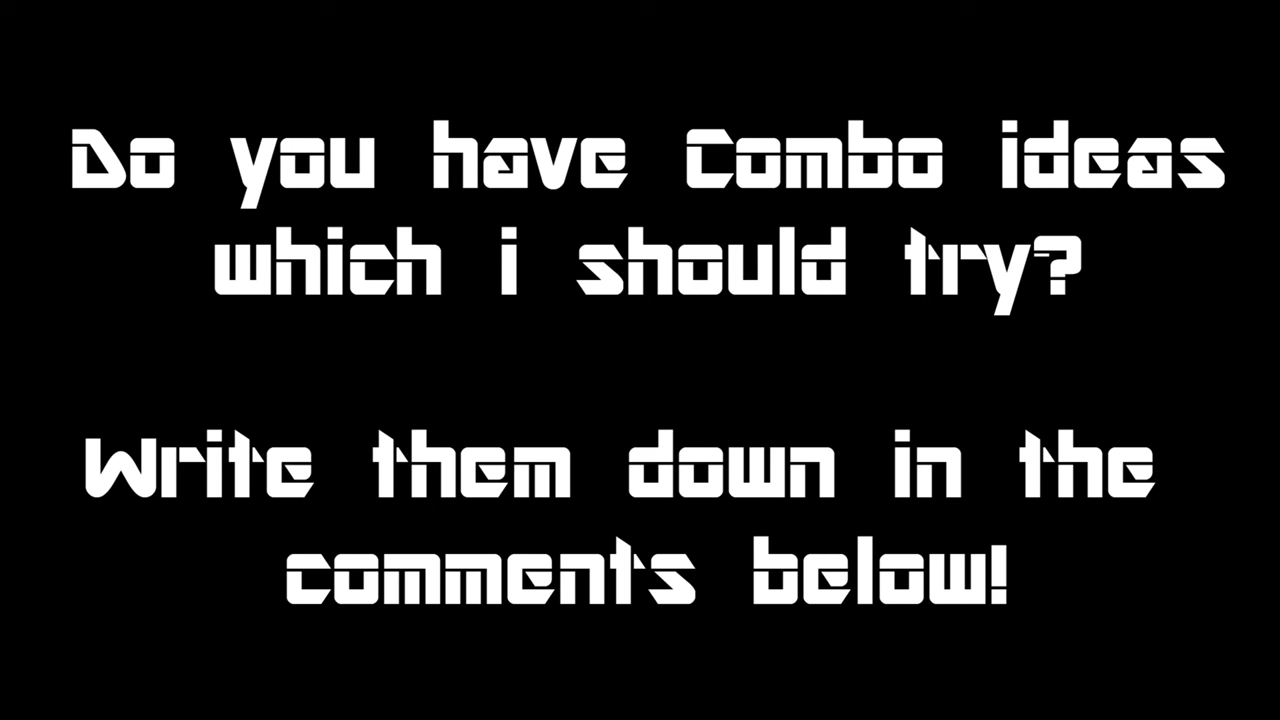 Do you have Combo ideas
which i should try?
Write them down in the
comments below!